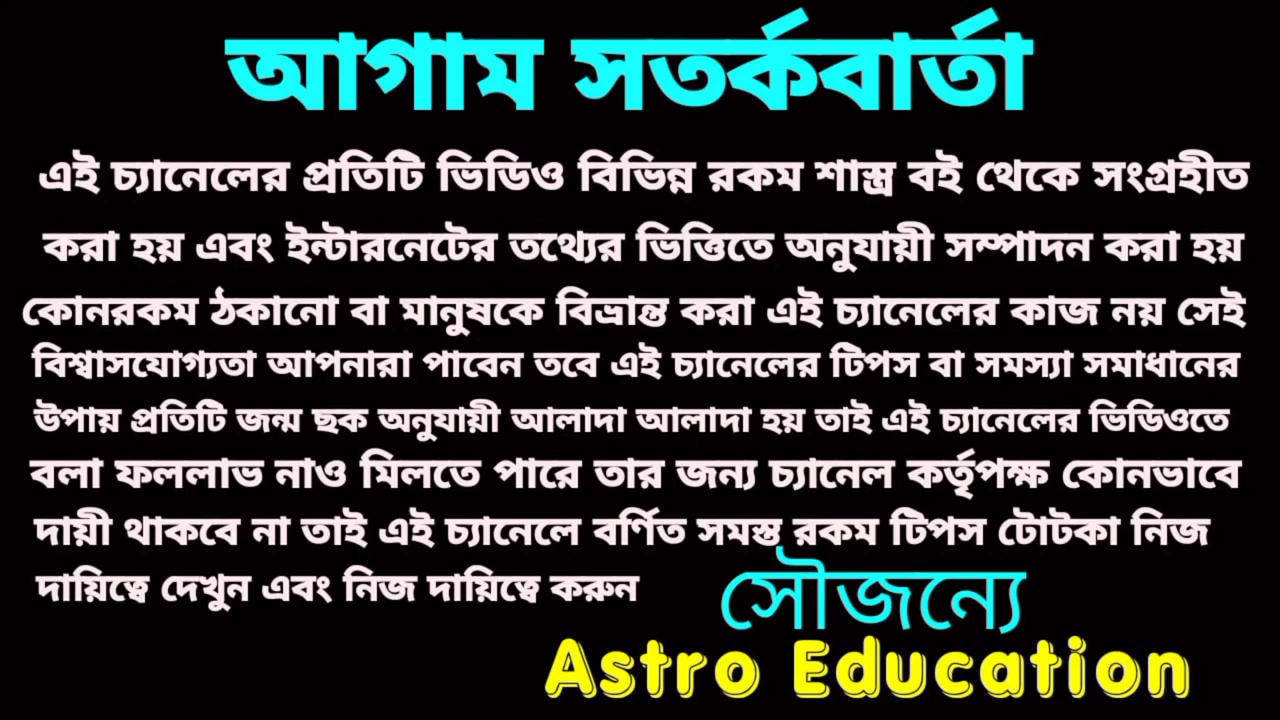 আগাম সতর্কবার্তা
এই চ্যানেলের প্রতিটি ভিডিও বিভিন্ন রকম শাস্ত্র বই থেকে সংগ্রহীত
করা হয় এবং ইন্টারনেটের তথ্যের ভিত্তিতে অনুযায়ী সম্পাদন করা হয়
কোনরকম ঠকানো বা মানুষকে বিভ্রান্ত করা এই চ্যানেলের কাজ নয় সেই
বিশ্বাসযোগ্যতা আপনারা পাবেন তবে এই চ্যানেলের টিপস বা সমস্যা সমাধানের
উপায় প্রতিটি জন্ম ছক অনুযায়ী আলাদা আলাদা হয় তাই এই চ্যানেলের ভিডিওতে
বলা ফললাভ নাও মিলতে পারে তার জন্য চ্যানেল কর্তৃপক্ষ কোনভাবে
দায়ী থাকবে না তাই এই চ্যানেলে বর্ণিত সমস্ত রকম টিপস টোটকা নিজ
দায়িত্বে দেখুন এবং নিজ দায়িত্বে করুন
সৌজন্যে
Astro Education